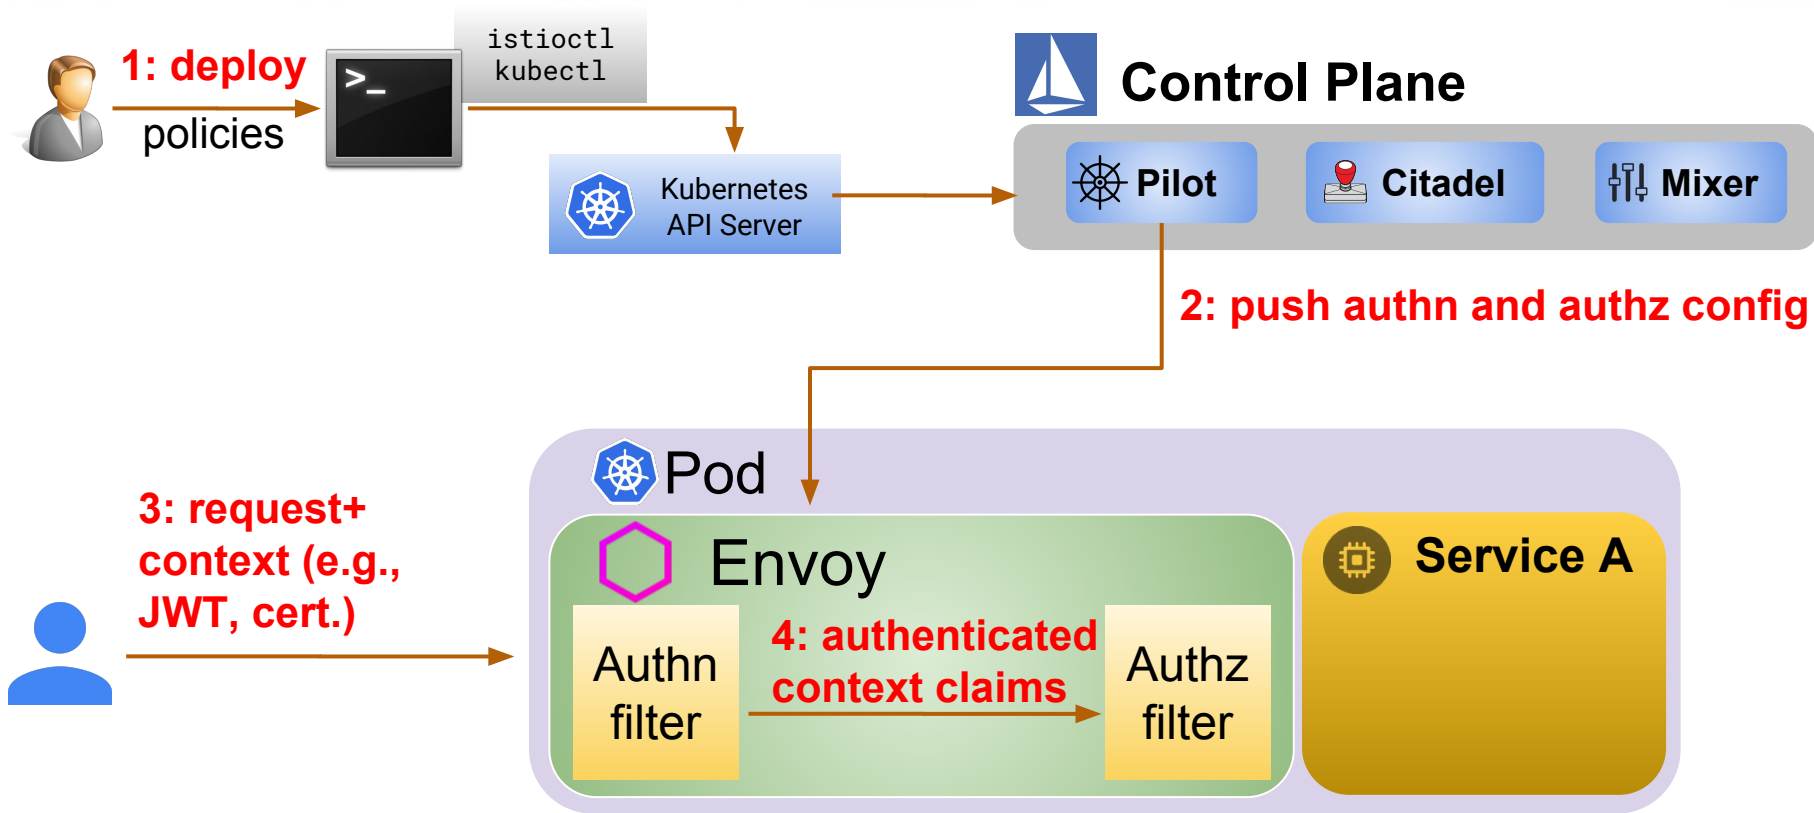 1: deploy
policies
>_
istioctl
kubectl
Kubernetes
API Server
Control Plane
Pilot
Citadel
Mixer
2: push authn and authz config
3: request+
context (e.g.,
JWT, cert.)
Pod
Envoy
Authn
filter
4: authenticated
context claims
Authz
filter
Service A